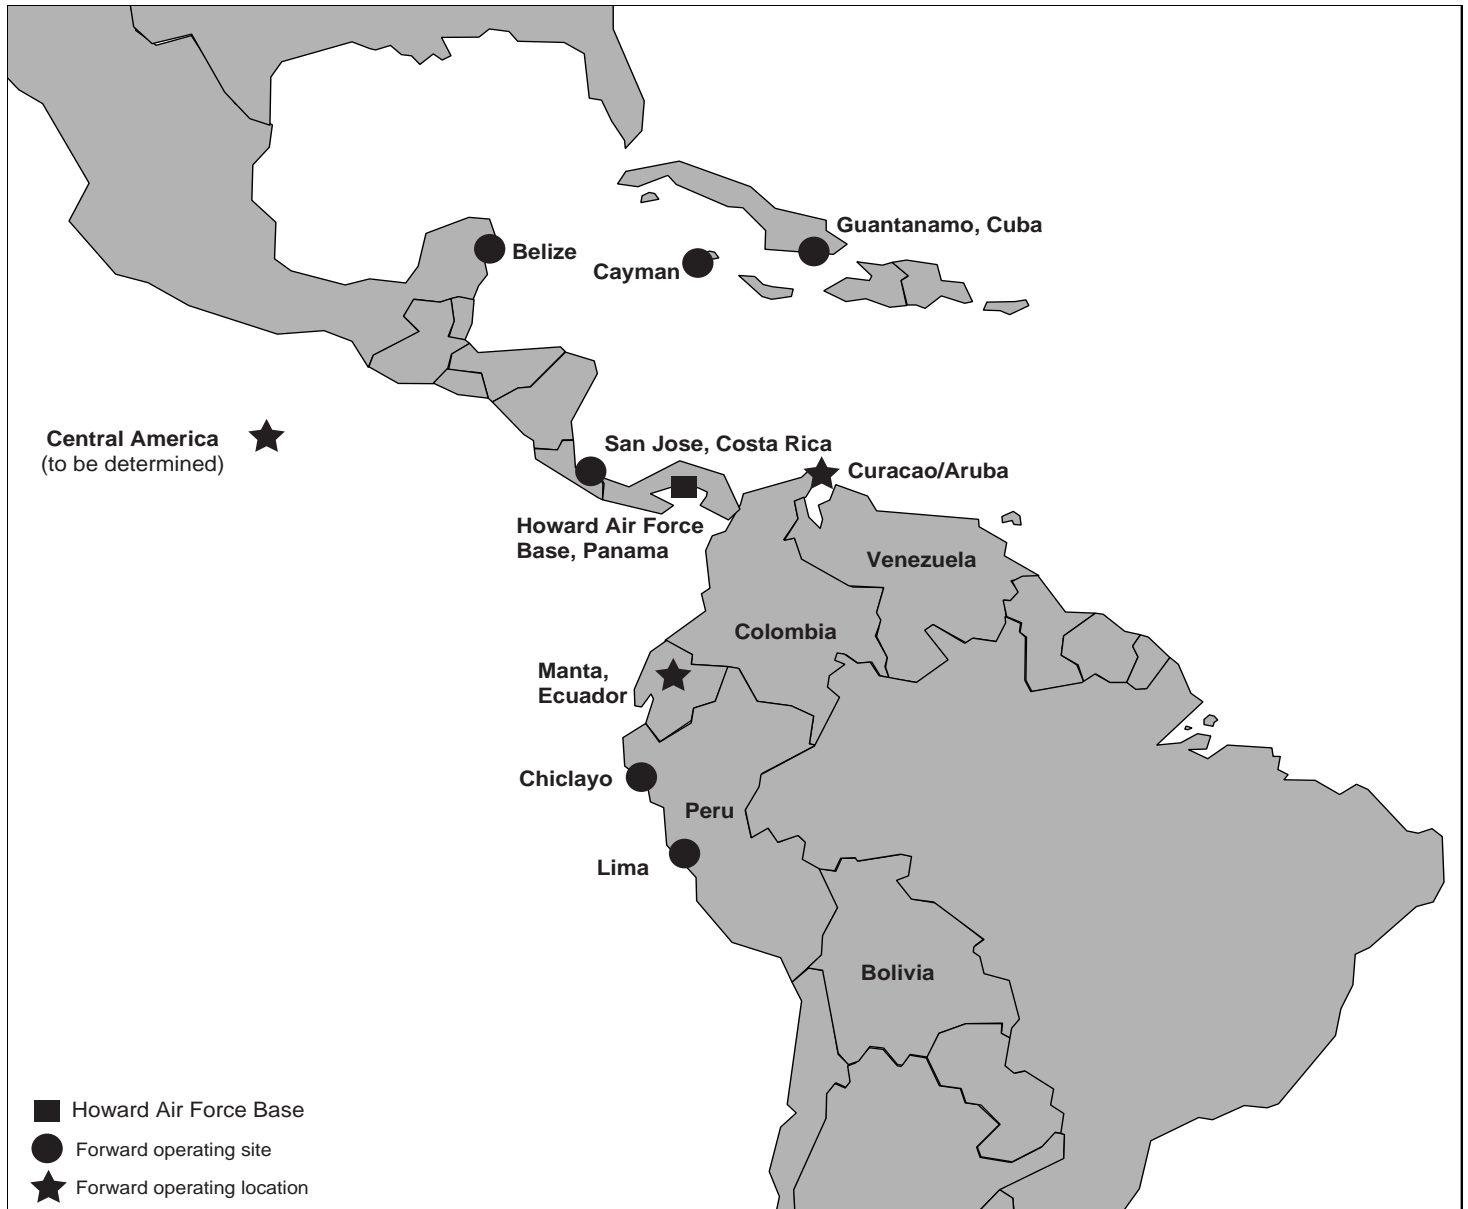 Guantanamo, Cuba
Belize
Cayman
Central America
(to be determined)
San Jose, Costa Rica
Curacao/Aruba
Howard Air Force
Base, Panama
Venezuela
Colombia
Manta,
Ecuador
Chiclayo
Peru
Lima
Bolivia
Howard Air Force Base
Forward operating site
Forward operating location